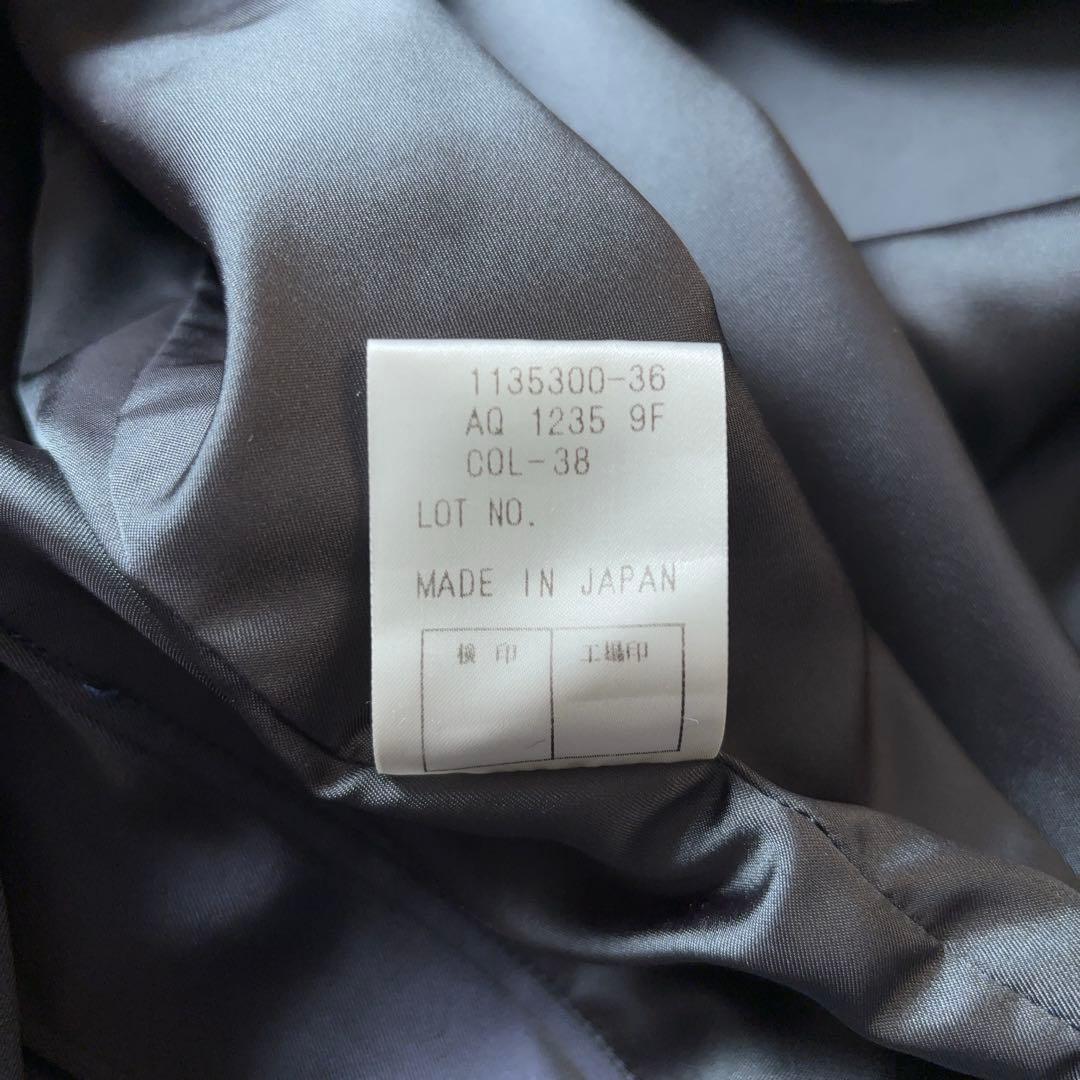 1135300-36
AQ 1235 9F
COL-38
LOT NO.
MADE IN JAPAN
検 印 工場印